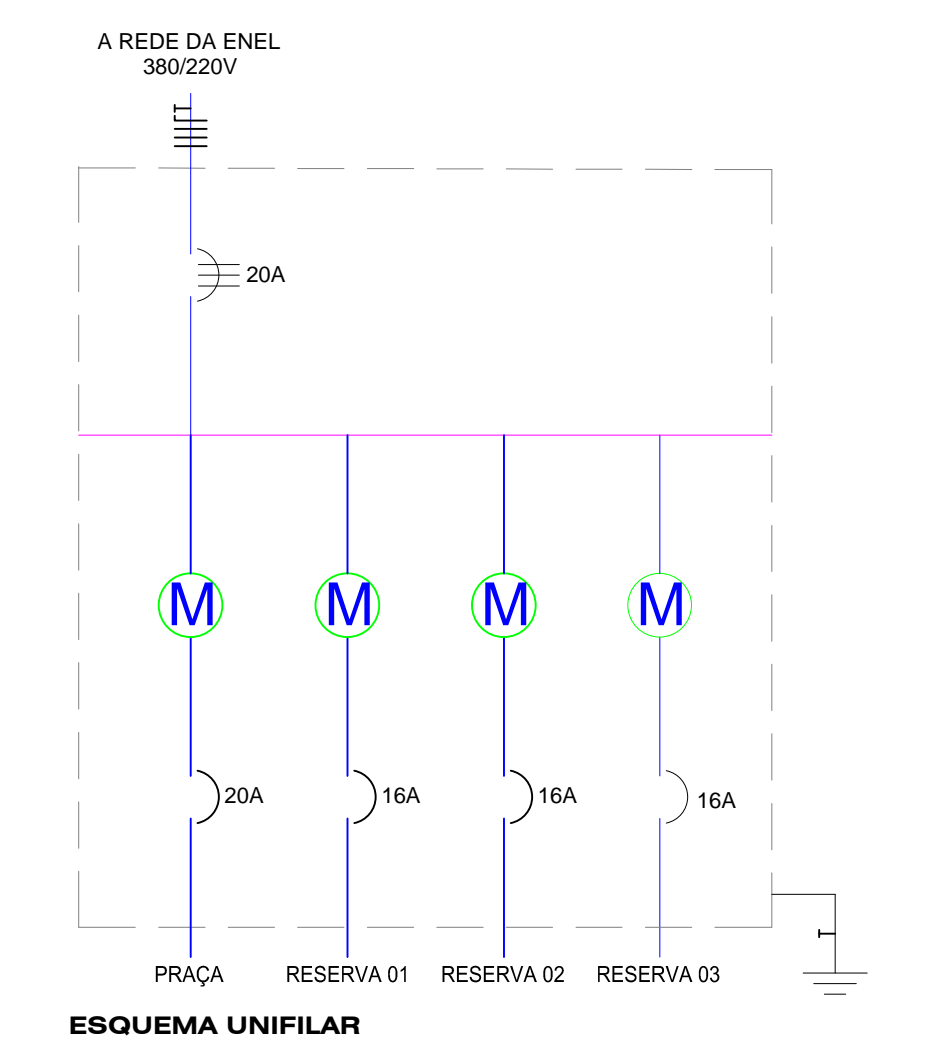 A REDE DA ENEL
380/220V
20A
M M M M
20A 16A 16A 16A
PRAÇA RESERVA 01 RESERVA 02 RESERVA 03
ESQUEMA UNIFILAR